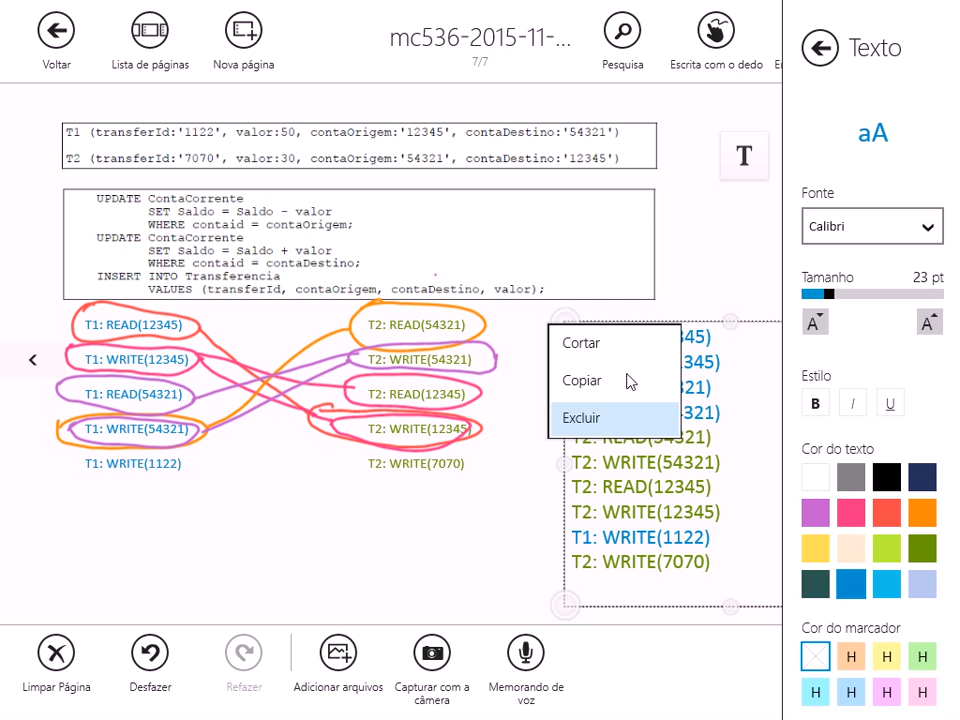 Voltar
Lista de páginas
Nova página
mc536-2015-11-...
7/7
Pesquisa
Escrita com o dedo
Texto
aA
T1 (transferId:'1122', valor:50, contaOrigem:'12345', contaDestino:'54321')
T2 (transferId:'7070', valor:30, contaOrigem:'54321', contaDestino:'12345')
T
UPDATE ContaCorrente
SET Saldo = Saldo - valor
WHERE contaid = contaOrigem;
UPDATE ContaCorrente
SET Saldo = Saldo + valor
WHERE contaid = contaDestino;
INSERT INTO Transferencia
VALUES (transferId, contaOrigem, contaDestino, valor);
T1: READ(12345)
T1: WRITE(12345)
T1: READ(54321)
T1: WRITE(54321)
T1: WRITE(1122)
T2: READ(54321)
T2: WRITE(54321)
T2: READ(12345)
T2: WRITE(12345)
T2: WRITE(7070)
Cortar
Copiar
Excluir
T2: READ(54321)
T2: WRITE(54321)
T2: READ(12345)
T2: WRITE(12345)
T1: WRITE(1122)
T2: WRITE(7070)
Fonte
Calibri
Tamanho 23 pt
A A
Estilo
B I U
Cor do texto
Cor do marcador
H H H
H H H H
Limpar Página
Desfazer
Refazer
Adicionar arquivos
Capturar com a
câmera
Memorando de
voz